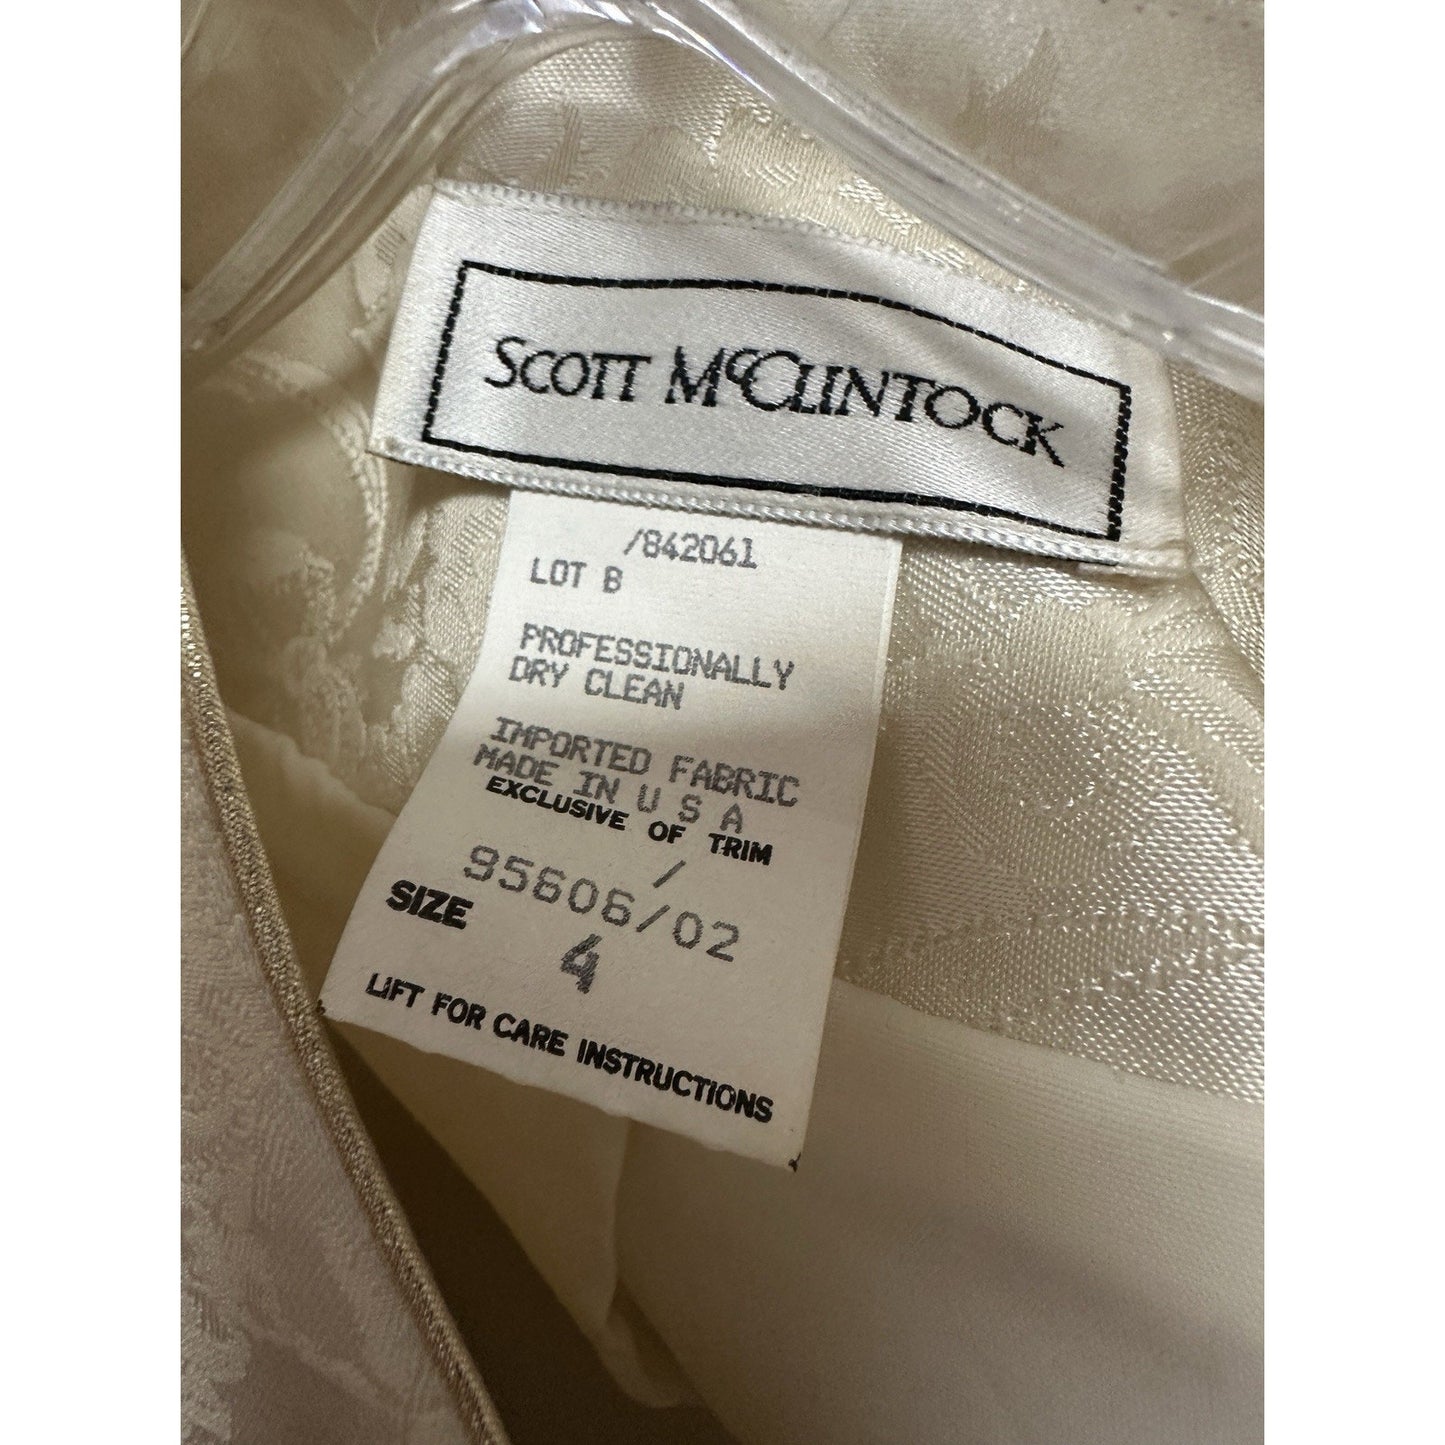 SCOTT McCLINTOCK
/842061
LOT B
PROFESSIONALLY
DRY CLEAN
IMPORTED FABRIC
MADE IN U S A
EXCLUSIVE OF TRIM
/
95606/02
SIZE
4
LIFT FOR CARE INSTRUCTIONS